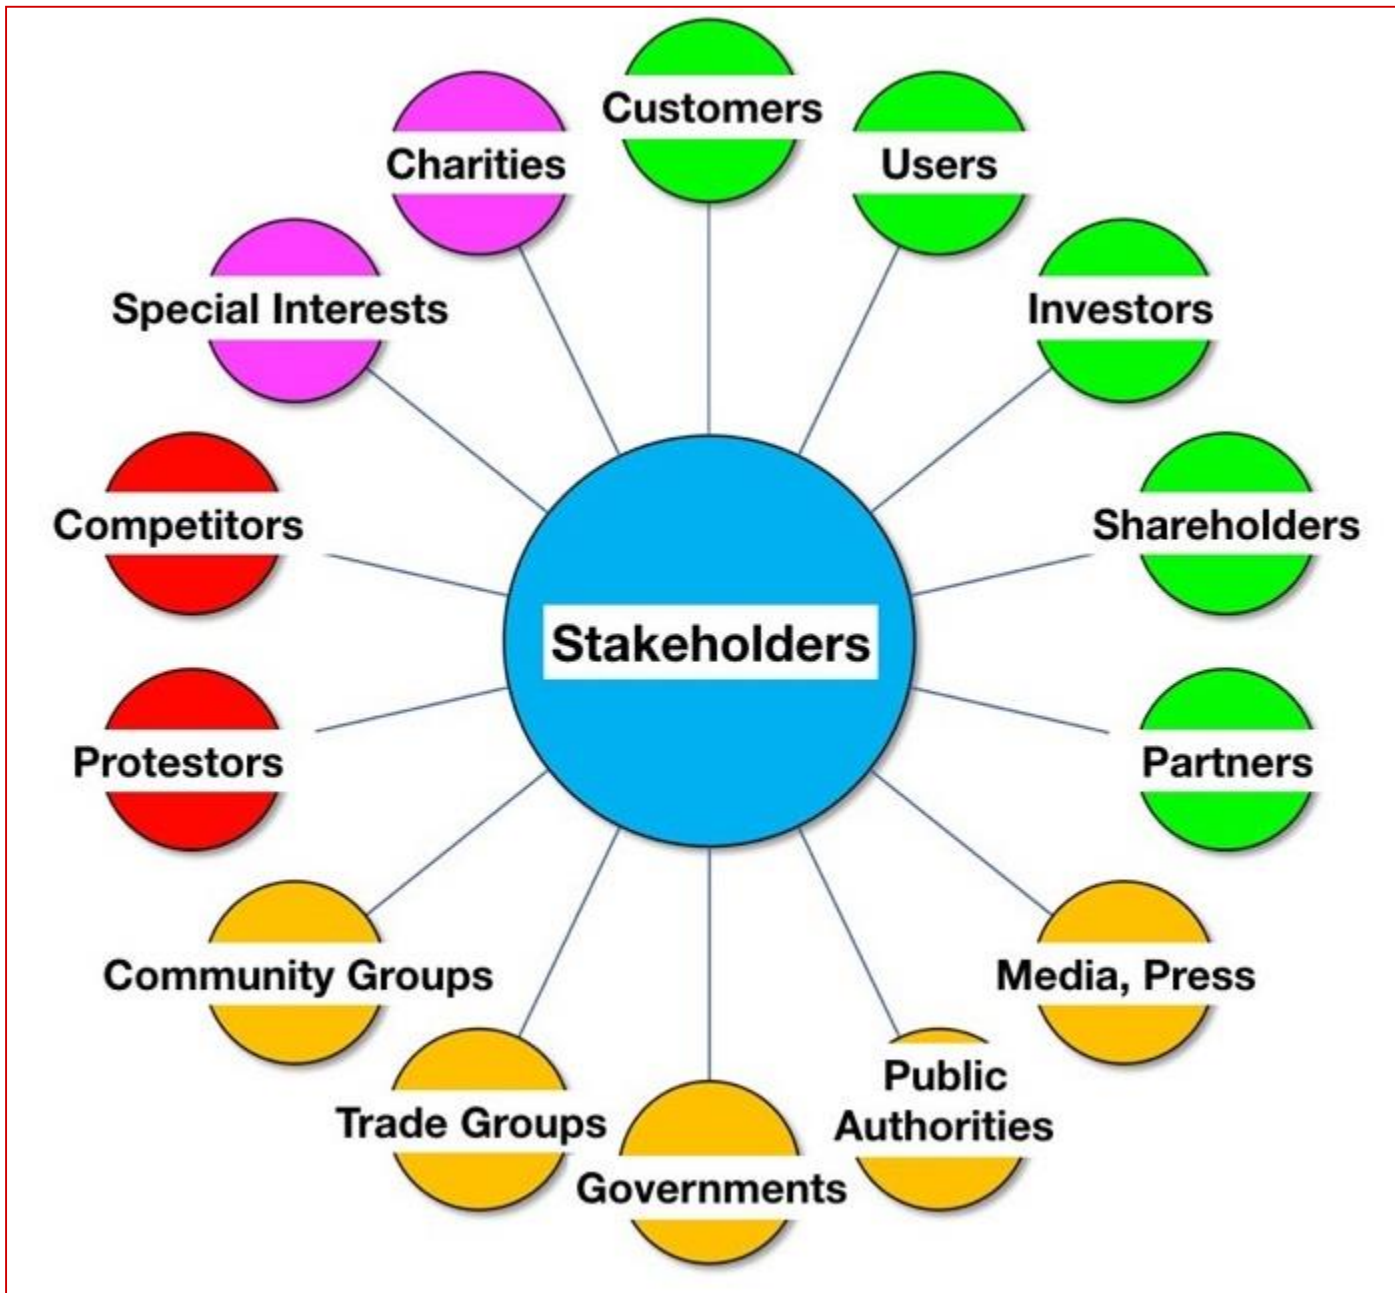 Customers
Charities
Users
Special Interests
Investors
Competitors
Shareholders
Stakeholders
Protestors
Partners
Community Groups
Media, Press
Public
Authorities
Trade Groups
Governments